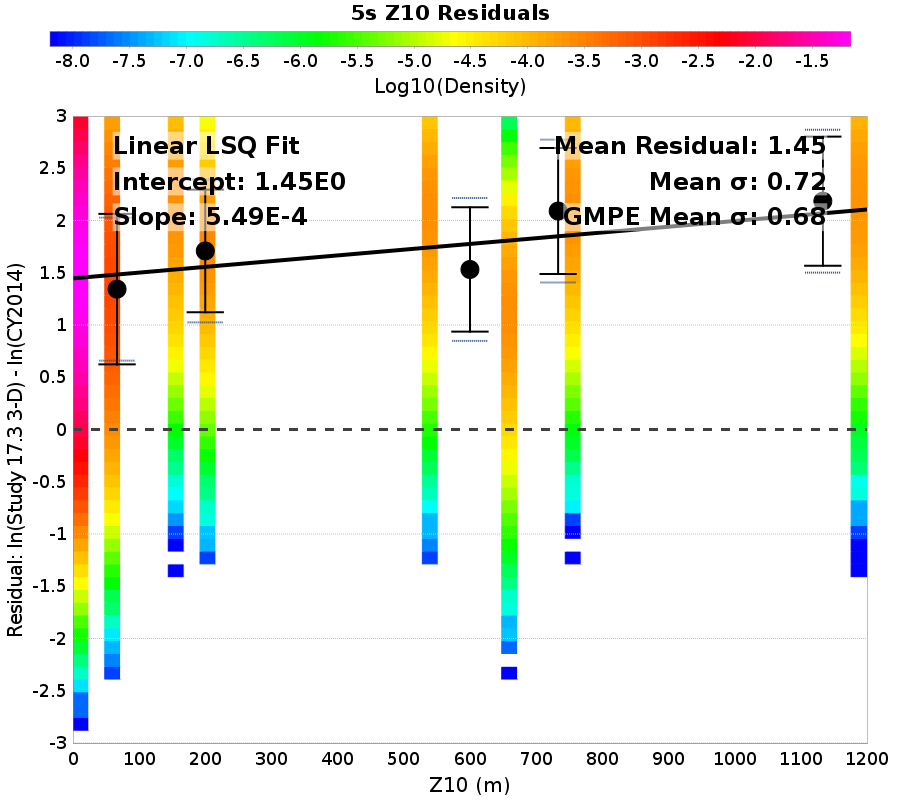 5s Z10 Residuals
-8.0 -7.5 -7.0 -6.5 -6.0 -5.5 -5.0 -4.5 -4.0 -3.5 -3.0 -2.5 -2.0 -1.5
Log10(Density)
Linear LSQ Fit
Intercept: 1.45E0
Slope: 5.49E-4
Mean Residual: 1.45
Mean σ: 0.72
GMPE Mean σ: 0.68
Residual: ln(Study 17.3 3-D) - ln(CY2014)
3
2.5
2
1.5
1
0.5
0
-0.5
-1
-1.5
-2
-2.5
-3
0 100 200 300 400 500 600 700 800 900 1000 1100 1200
Z10 (m)